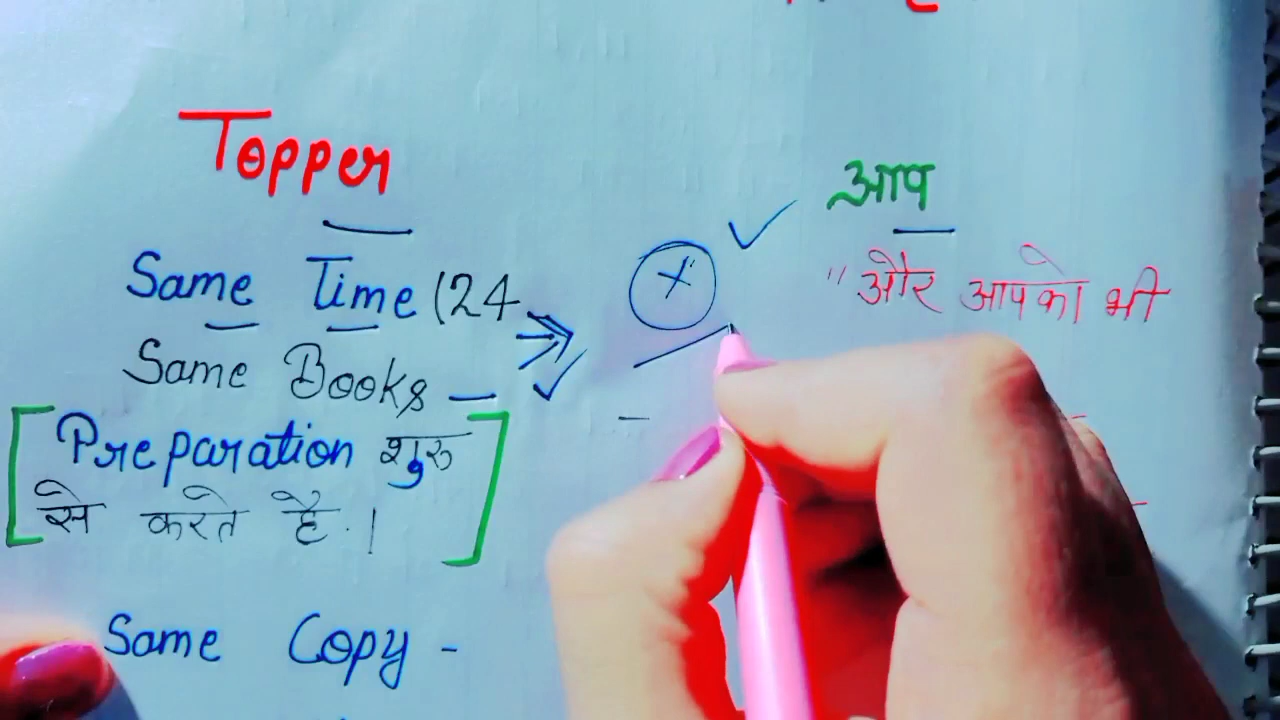 Topper
आप
Same Time (24
"और आपको भी
Same Books
Preparation शुरु
से करते है।
Same Copy -